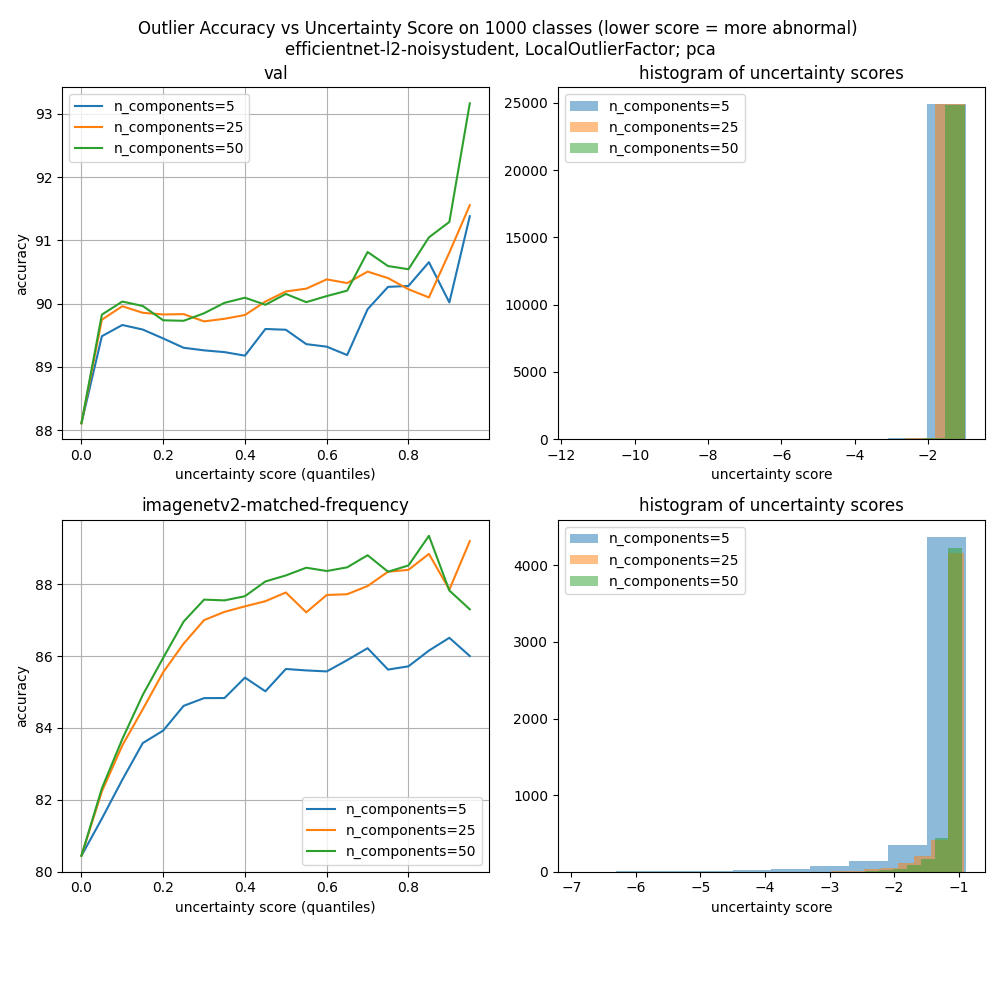 Outlier Accuracy vs Uncertainty Score on 1000 classes (lower score = more abnormal)
efficientnet-l2-noisystudent, LocalOutlierFactor; pca
val
n_components=5
n_components=25
n_components=50
93
92
91
90
89
88
accuracy
0.0 0.2 0.4 0.6 0.8
uncertainty score (quantiles)
histogram of uncertainty scores
n_components=5
n_components=25
n_components=50
25000
20000
15000
10000
5000
0
−12 −10 −8 −6 −4 −2
uncertainty score
imagenetv2-matched-frequency
88
86
84
82
80
accuracy
n_components=5
n_components=25
n_components=50
0.0 0.2 0.4 0.6 0.8
uncertainty score (quantiles)
histogram of uncertainty scores
n_components=5
n_components=25
n_components=50
4000
3000
2000
1000
0
−7 −6 −5 −4 −3 −2 −1
uncertainty score